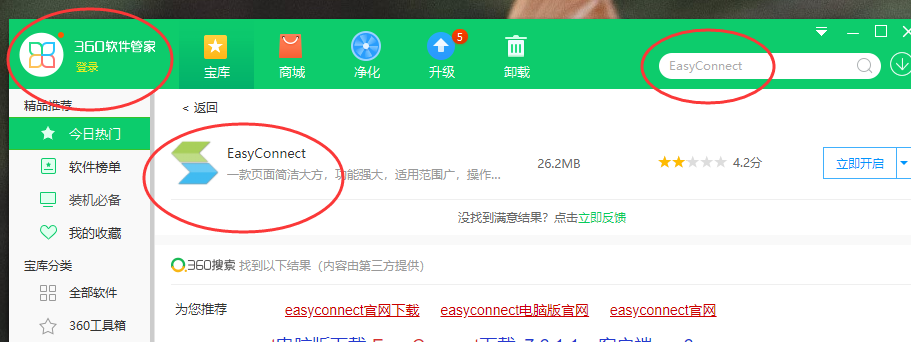 360软件管家
登录
宝库
商城
净化
5
升级
卸载
EasyConnect
精品推荐
今日热门
软件榜单
装机必备
我的收藏
宝库分类
全部软件
360工具箱
< 返回
EasyConnect
一款页面简洁大方，功能强大，适用范围广，操作...
26.2MB
4.2分
立即开启
没找到满意结果？点击立即反馈
360搜索 找到以下结果（内容由第三方提供）
为您推荐
easyconnect官网下载 easyconnect电脑版官网 easyconnect官网